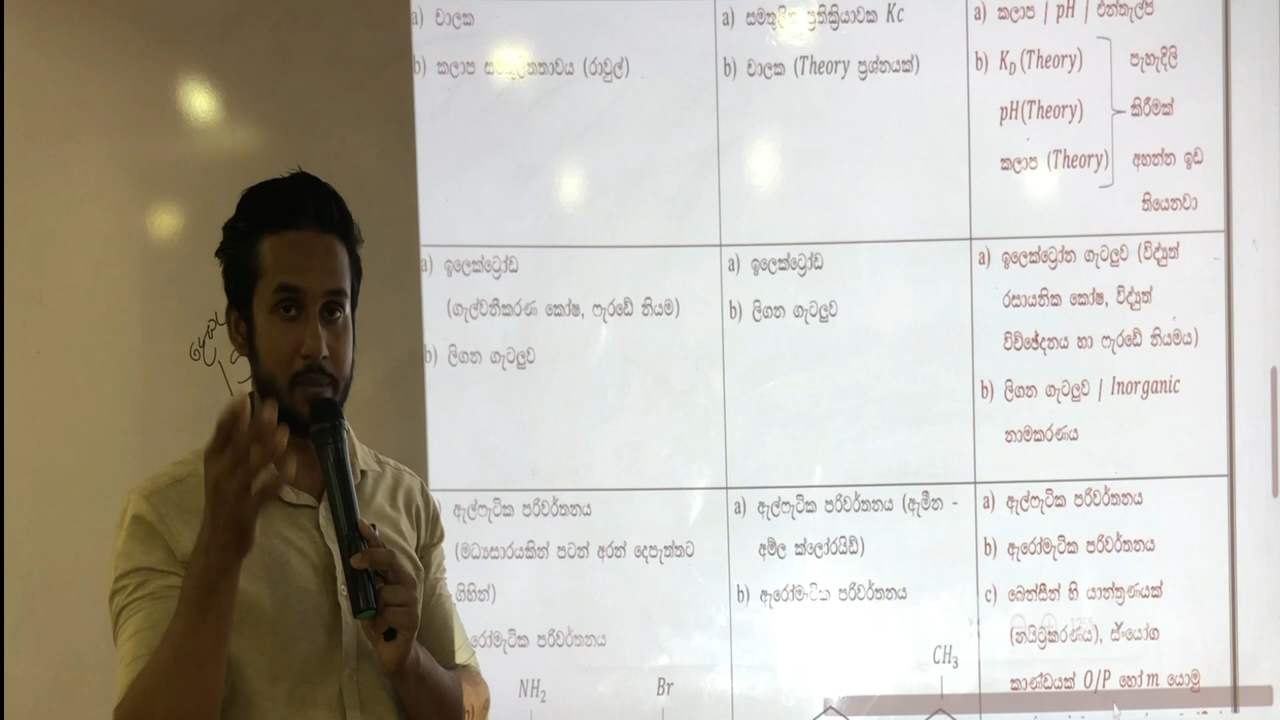 a) චාලක
b) කලාප සමතුලිතතාවය (රාවුල්)
a) සමතුලිත ප්‍රතික්‍රියාවක Kc
b) චාලක (Theory ප්‍රශ්නයක්)
a) කලාප / pH / එන්තැල්පි
b) K_D (Theory)
pH(Theory)
කලාප (Theory)
පැහැදිලි
කිරීමක්
අහන්න ඉඩ
තියෙනවා
a) ඉලෙක්ට්‍රෝඩ
(ගැල්වනීකරණ කෝෂ, ෆැරඩේ නියම)
b) ලිගන ගැටලුව
a) ඉලෙක්ට්‍රෝඩ
b) ලිගන ගැටලුව
a) ඉලෙක්ට්‍රෝන ගැටලුව (විද්‍යුත්
රසායනික කෝෂ, විද්‍යුත්
විච්ඡේදනය හා ෆැරඩේ නියමය)
b) ලිගන ගැටලුව / Inorganic
නාමකරණය
ඇල්ෆැටික පරිවර්තනය
(මධ්‍යසාරයකින් පටන් අරන් දෙපැත්තට
ගිහින්)
රෝමැටික පරිවර්තනය
NH₂ Br
a) ඇල්ෆැටික පරිවර්තනය (ඇමීන -
අම්ල ක්ලෝරයිඩ්)
b) ඇරෝමැටික පරිවර්තනය
CH₃
a) ඇල්ෆැටික පරිවර්තනය
b) ඇරෝමැටික පරිවර්තනය
c) බෙන්සීන් හි යාන්ත්‍රණයක්
(නයිට්‍රකරණය), සංයෝග
කාණ්ඩයක් O/P හෝ m යොමු